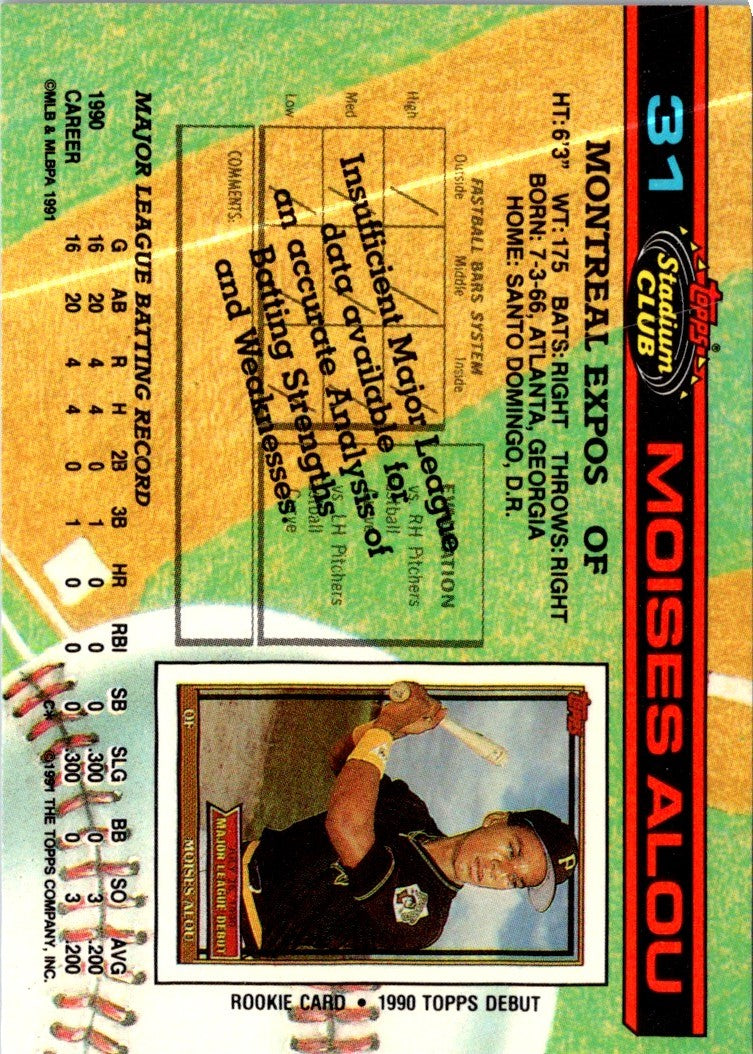 31
Topps®
Stadium
CLUB
MOISES ALOU
MONTREAL EXPOS OF
HT: 6'3" WT: 175 BATS: RIGHT THROWS: RIGHT
BORN: 7-3-66, ATLANTA, GEORGIA
HOME: SANTO DOMINGO, D.R.
FASTBALL BARS SYSTEM
Outside Middle Inside
High
Med
Low
vs. RH Pitchers
vs. LH Pitchers
COMMENTS:
Insufficient Major League
data available for
an accurate Analysis of
Batting Strengths
and Weaknesses.
MAJOR LEAGUE BATTING RECORD
G AB R H 2B 3B HR RBI SB SLG BB SO AVG
1990 16 20 4 4 0 1 0 0 0 .300 0 3 .200
CAREER 16 20 4 4 0 1 0 0 0 .300 0 3 .200
©MLB & MLBPA 1991
©1991 THE TOPPS COMPANY, INC.
Topps
P
MAJOR LEAGUE DEBUT
OF
MOISES ALOU
ROOKIE CARD • 1990 TOPPS DEBUT